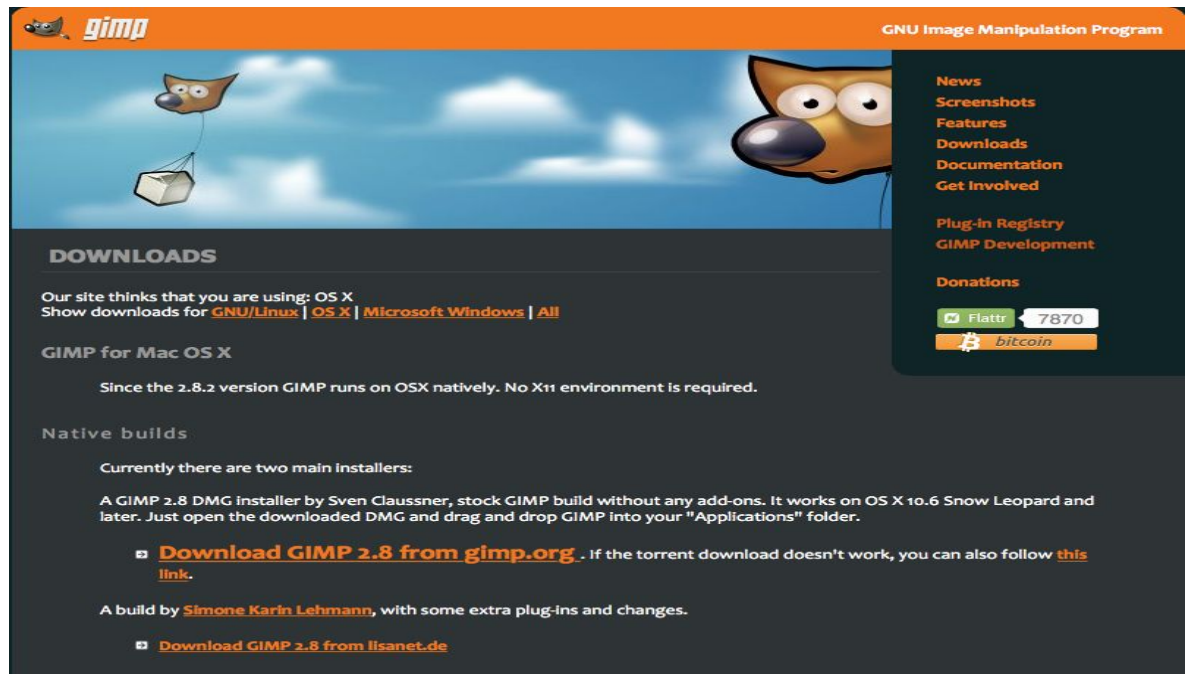 gimp
GNU Image Manipulation Program
News
Screenshots
Features
Downloads
Documentation
Get Involved
Plug-in Registry
GIMP Development
Donations
Flattr 7870
bitcoin
DOWNLOADS
Our site thinks that you are using: OS X
Show downloads for GNU/Linux | OS X | Microsoft Windows | All
GIMP for Mac OS X
Since the 2.8.2 version GIMP runs on OSX natively. No X11 environment is required.
Native builds
Currently there are two main installers:
A GIMP 2.8 DMG installer by Sven Claussner, stock GIMP build without any add-ons. It works on OS X 10.6 Snow Leopard and
later. Just open the downloaded DMG and drag and drop GIMP into your "Applications" folder.
Download GIMP 2.8 from gimp.org . If the torrent download doesn't work, you can also follow this
link.
A build by Simone Karin Lehmann, with some extra plug-ins and changes.
Download GIMP 2.8 from lisanet.de